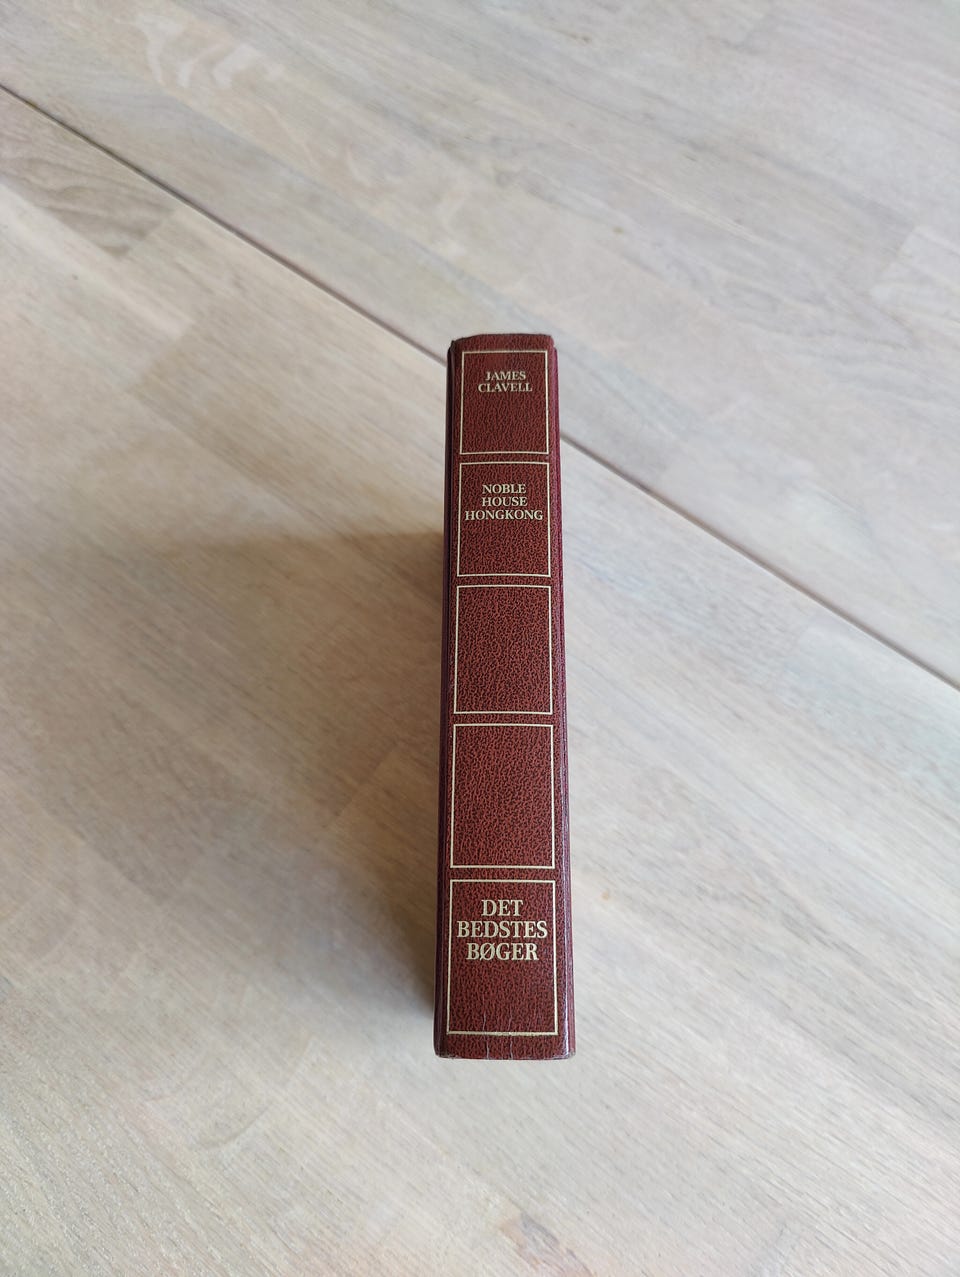 JAMES
CLAVELL
NOBLE
HOUSE
HONGKONG
DET
BEDSTES
BØGER